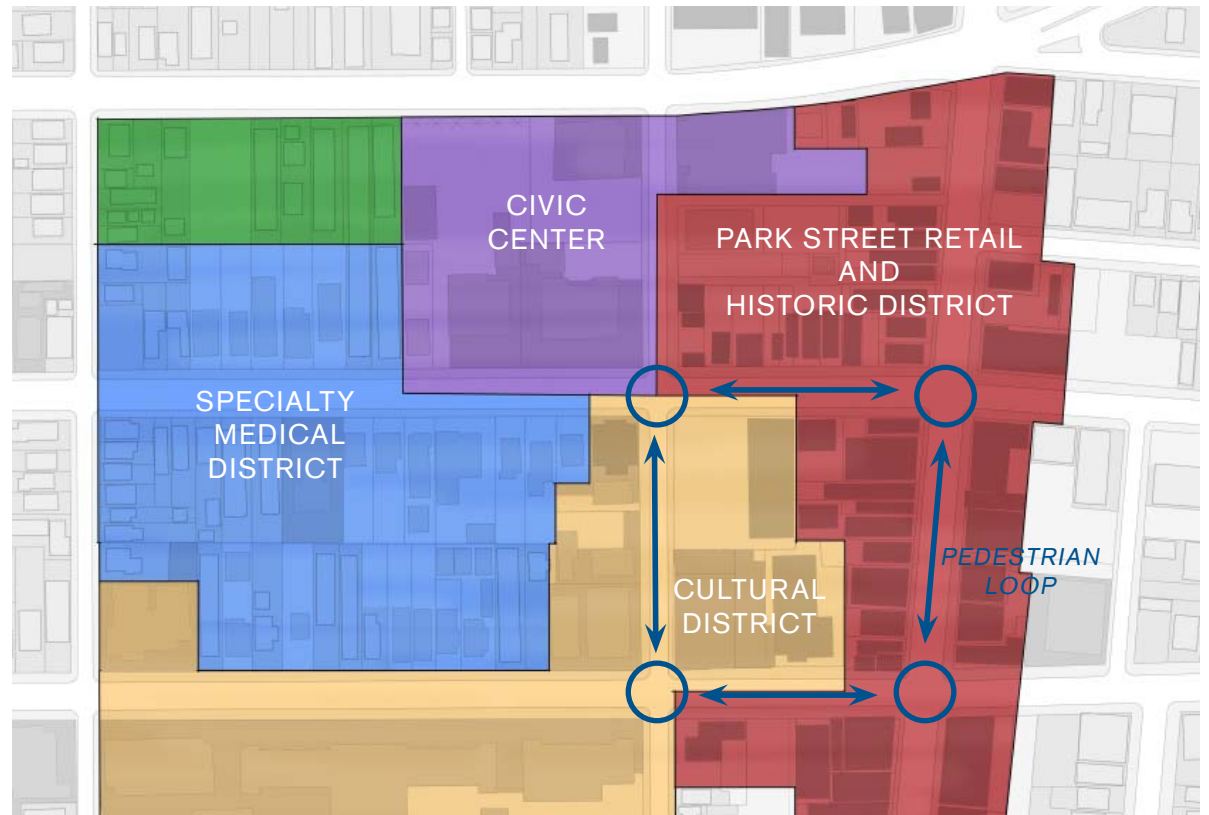 CIVIC
CENTER
PARK STREET RETAIL
AND
HISTORIC DISTRICT
SPECIALTY
MEDICAL
DISTRICT
PEDESTRIAN
LOOP
CULTURAL
DISTRICT